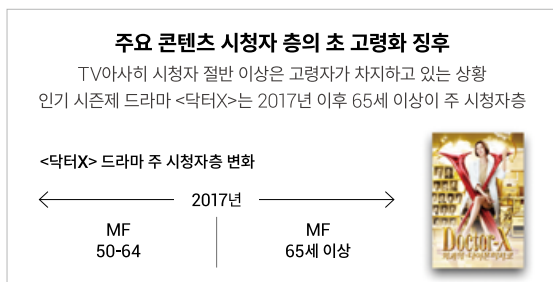 주요 콘텐츠 시청자 층의 초 고령화 징후
TV아사히 시청자 절반 이상은 고령자가 차지하고 있는 상황
인기 시즌제 드라마 <닥터X>는 2017년 이후 65세 이상이 주 시청자층
<닥터X> 드라마 주 시청자층 변화
2017년
MF
50-64
MF
65세 이상
Doctor-X